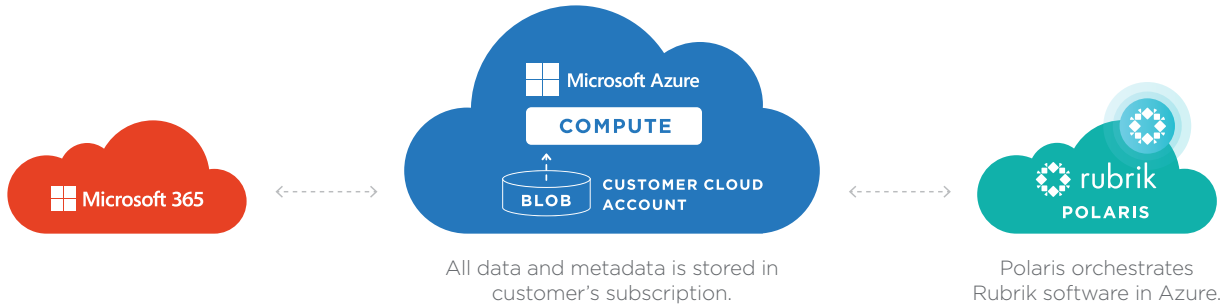 Microsoft 365
Microsoft Azure
COMPUTE
BLOB
CUSTOMER CLOUD
ACCOUNT
All data and metadata is stored in
customer’s subscription.
rubrik
POLARIS
Polaris orchestrates
Rubrik software in Azure.